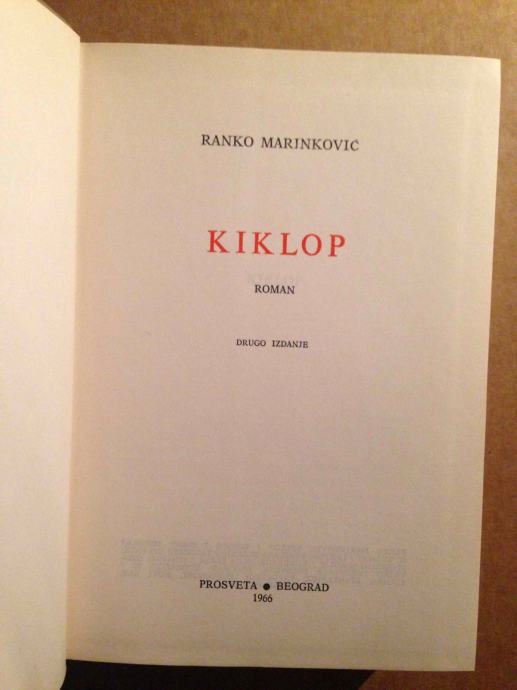 RANKO MARINKOVIĆ
KIKLOP
ROMAN
DRUGO IZDANJE
PROSVETA ● BEOGRAD
1966